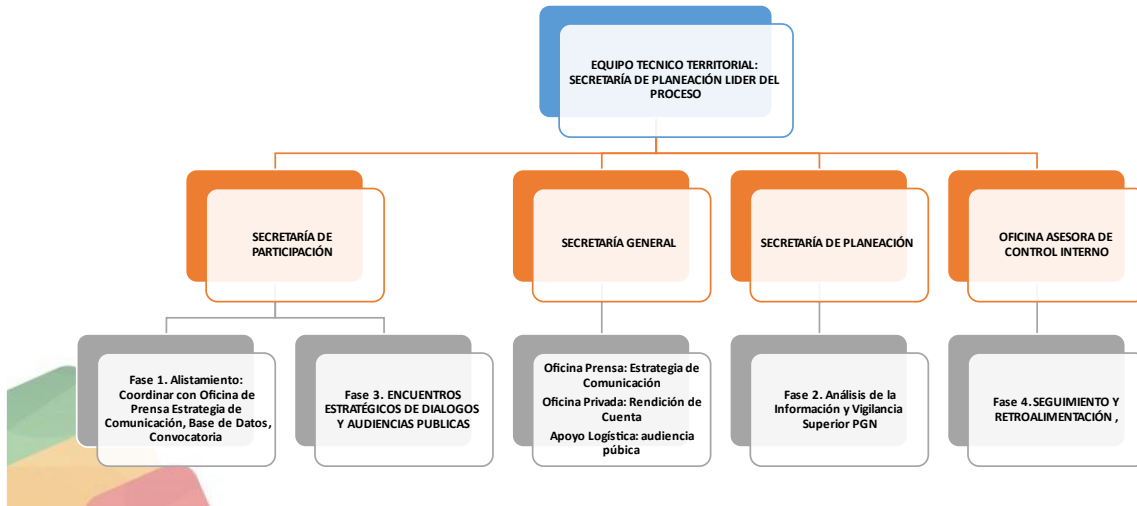 EQUIPO TECNICO TERRITORIAL:
SECRETARÍA DE PLANEACIÓN LIDER DEL
PROCESO
SECRETARÍA DE
PARTICIPACIÓN
SECRETARÍA GENERAL
SECRETARÍA DE PLANEACIÓN
OFICINA ASESORA DE
CONTROL INTERNO
Fase 1. Alistamiento:
Coordinar con Oficina de
Prensa Estrategia de
Comunicación, Base de Datos,
Convocatoria
Fase 3. ENCUENTROS
ESTRATÉGICOS DE DIALOGOS
Y AUDIENCIAS PUBLICAS
Oficina Prensa: Estrategia de
Comunicación
Oficina Privada: Rendición de
Cuenta
Apoyo Logística: audiencia
púbica
Fase 2. Análisis de la
Información y Vigilancia
Superior PGN
Fase 4.SEGUIMIENTO Y
RETROALIMENTACIÓN ,